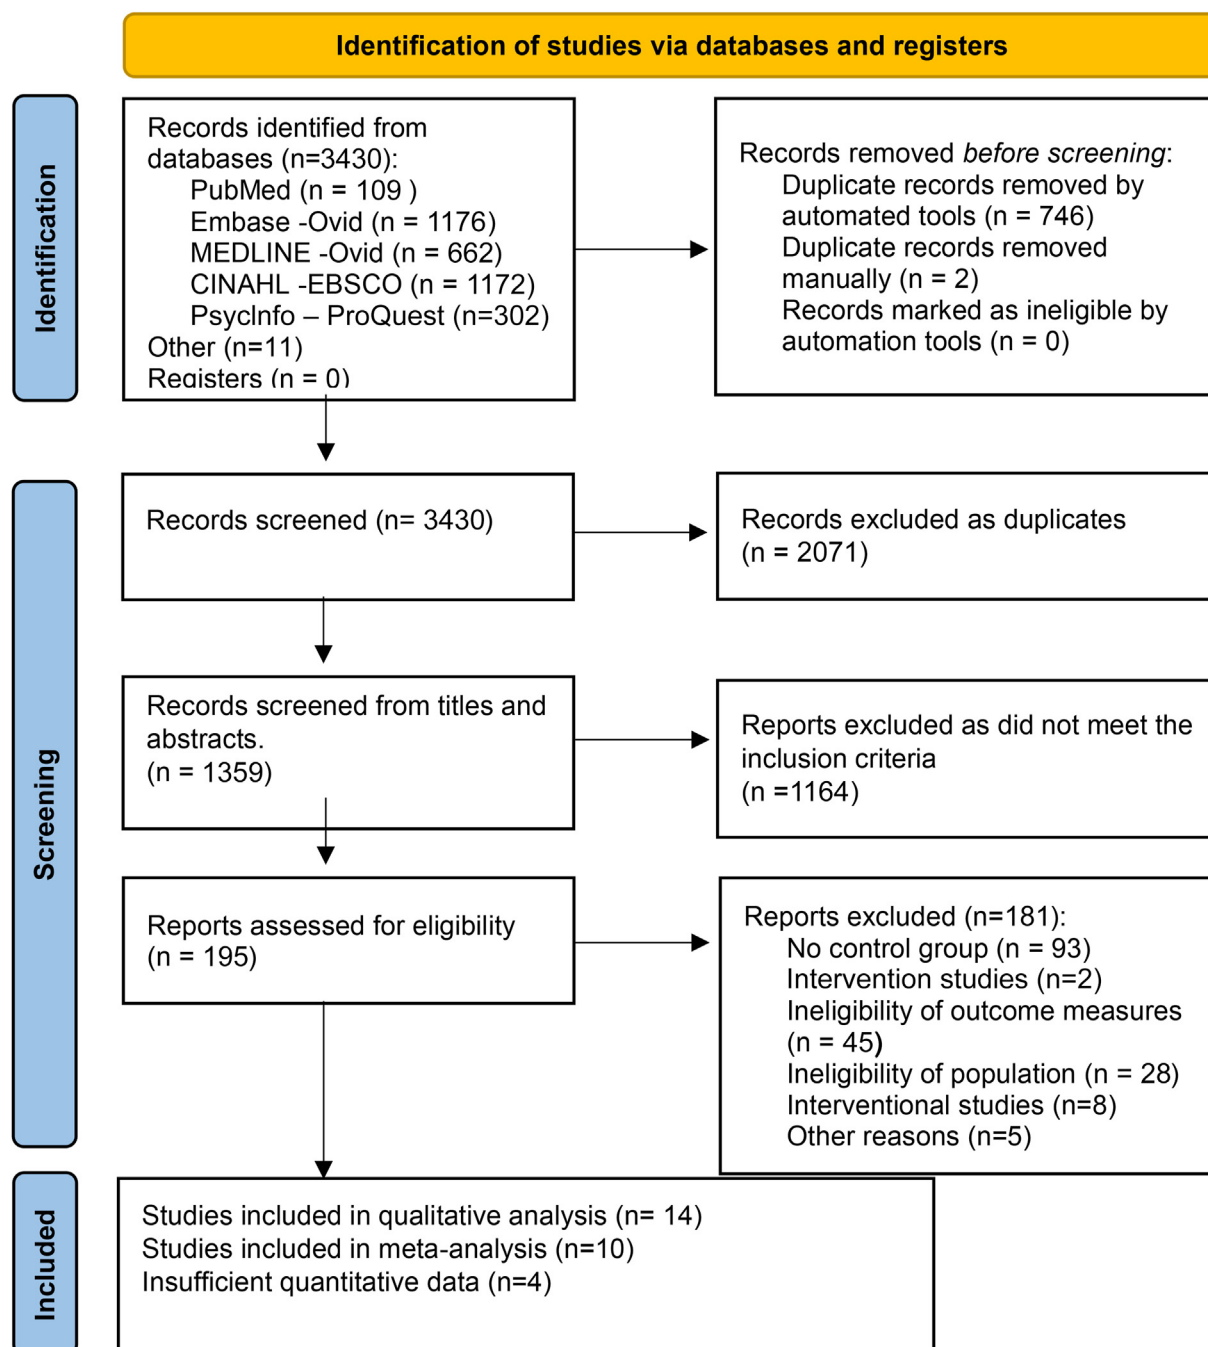 Identification of studies via databases and registers
Identification
Records identified from
databases (n=3430):
PubMed (n = 109 )
Embase -Ovid (n = 1176)
MEDLINE -Ovid (n = 662)
CINAHL -EBSCO (n = 1172)
PsycInfo – ProQuest (n=302)
Other (n=11)
Registers (n = 0)
Records removed before screening:
Duplicate records removed by
automated tools (n = 746)
Duplicate records removed
manually (n = 2)
Records marked as ineligible by
automation tools (n = 0)
Screening
Records screened (n= 3430)
Records excluded as duplicates
(n = 2071)
Records screened from titles and
abstracts.
(n = 1359)
Reports excluded as did not meet the
inclusion criteria
(n =1164)
Reports assessed for eligibility
(n = 195)
Reports excluded (n=181):
No control group (n = 93)
Intervention studies (n=2)
Ineligibility of outcome measures
(n = 45)
Ineligibility of population (n = 28)
Interventional studies (n=8)
Other reasons (n=5)
Included
Studies included in qualitative analysis (n= 14)
Studies included in meta-analysis (n=10)
Insufficient quantitative data (n=4)